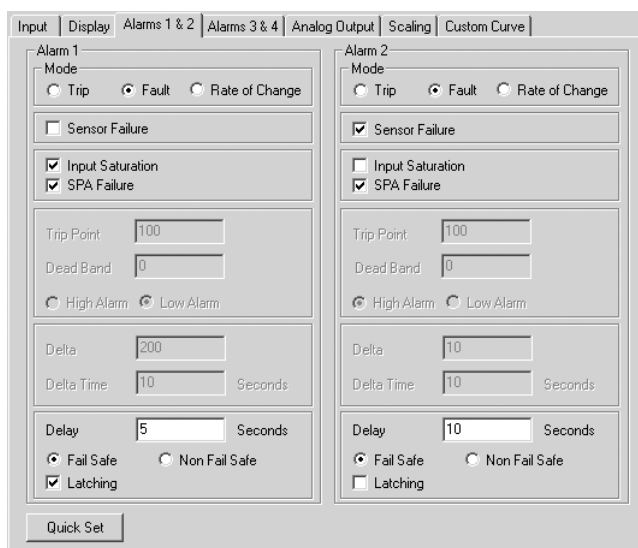 Input Display Alarms 1 & 2 Alarms 3 & 4 Analog Output Scaling Custom Curve
Alarm 1
Mode
Trip Fault Rate of Change
Sensor Failure
Input Saturation
SPA Failure
Trip Point 100
Dead Band 0
High Alarm Low Alarm
Delta 200
Delta Time 10 Seconds
Delay 5 Seconds
Fail Safe Non Fail Safe
Latching
Alarm 2
Mode
Trip Fault Rate of Change
Sensor Failure
Input Saturation
SPA Failure
Trip Point 100
Dead Band 0
High Alarm Low Alarm
Delta 10
Delta Time 10 Seconds
Delay 10 Seconds
Fail Safe Non Fail Safe
Latching
Quick Set